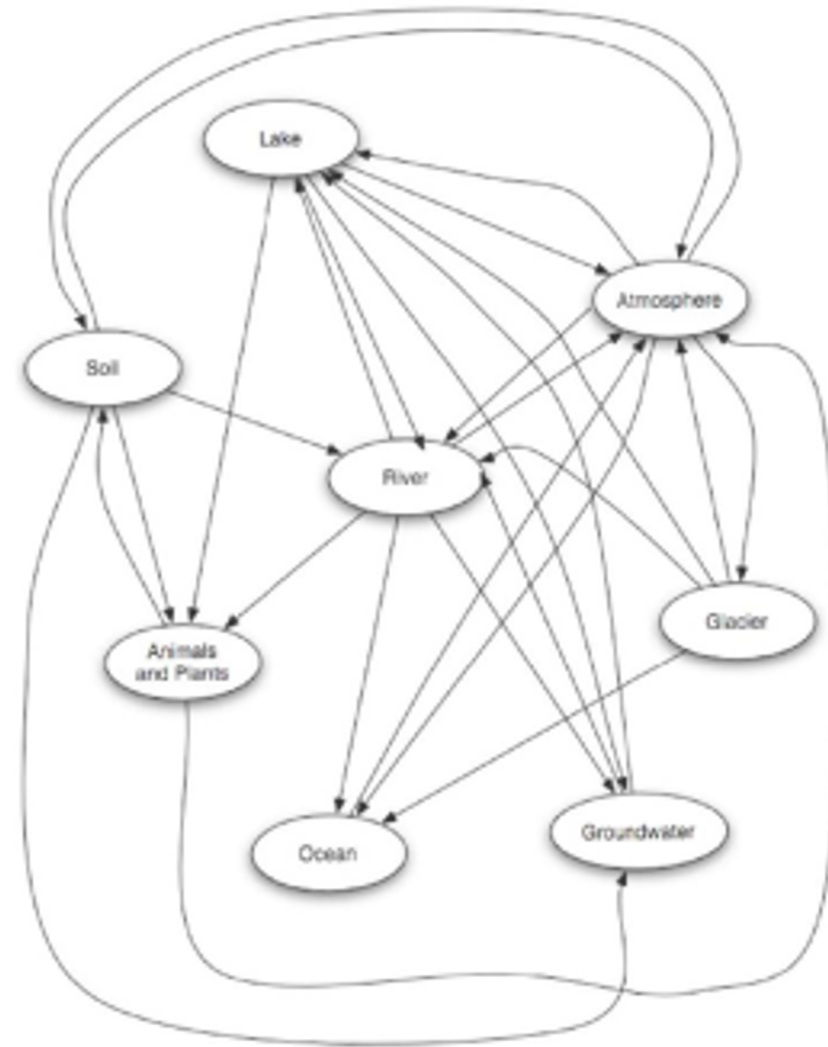 Lake
Atmosphere
Soil
River
Glacier
Animals
and Plants
Groundwater
Ocean